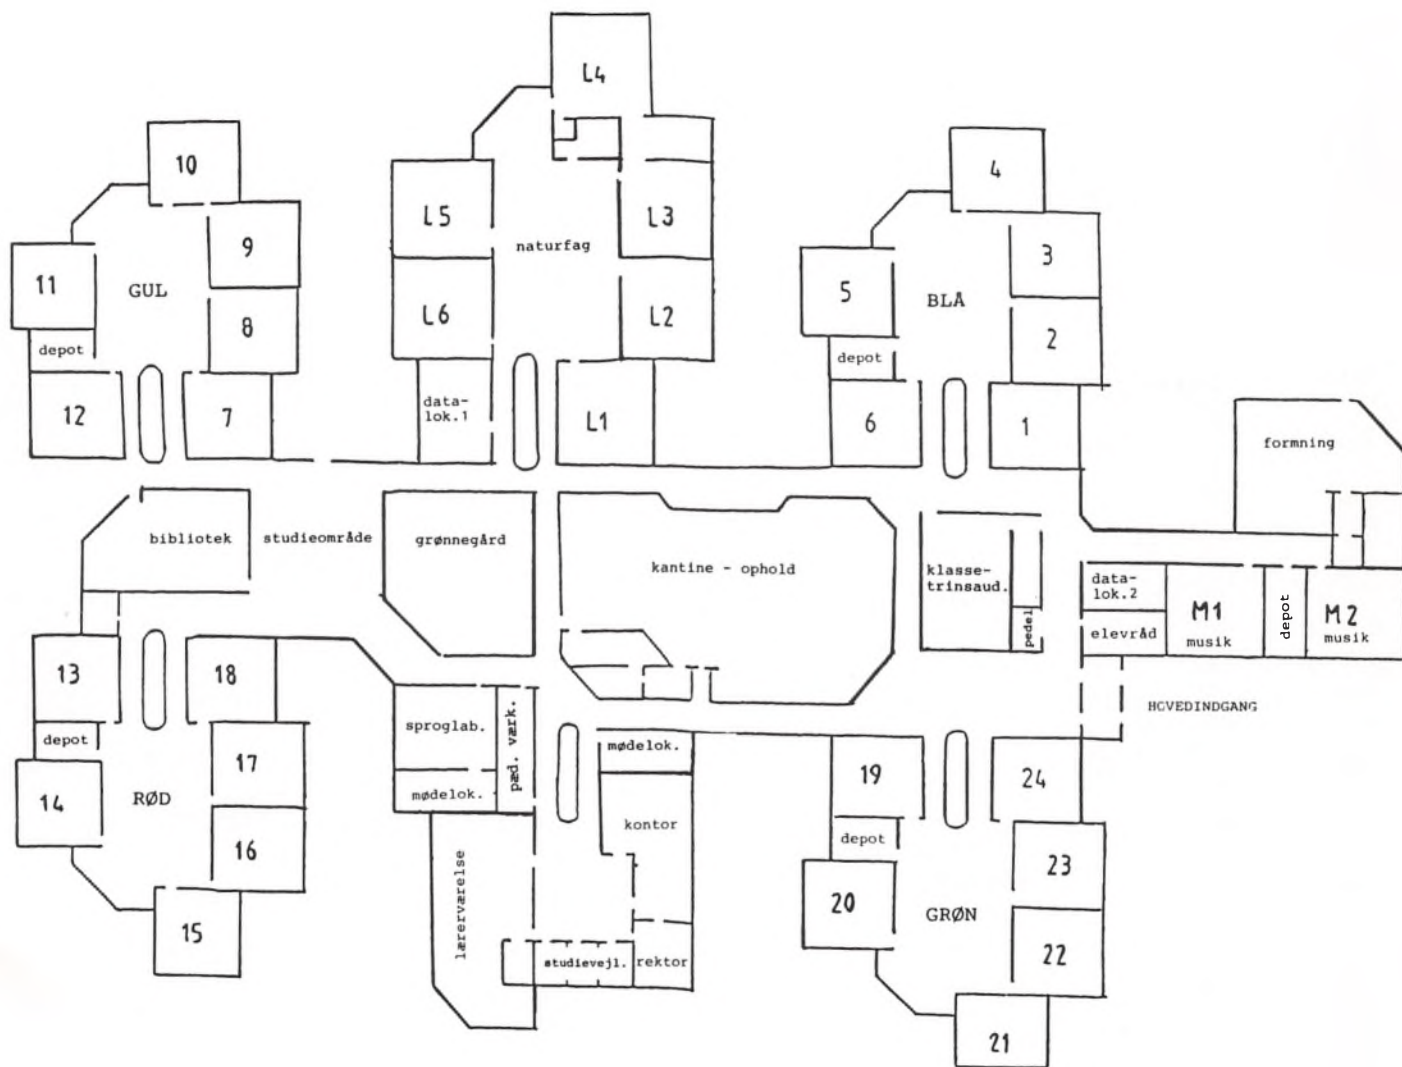 L4
10
4
L5
L3
9
3
naturfag
11
GUL
5
BLÅ
8
L6
L2
2
depot
depot
12
7
data-
lok.1
L1
6
1
formning
bibliotek
studieområde
grønnegård
kantine - ophold
klasse-
trinsaud.
pedel
data-
lok.2
elevråd
M1
musik
depot
M2
musik
13
18
HOVEDINDGANG
sproglab.
pæd. værk.
mødelok.
depot
17
19
24
mødelok.
14
RØD
kontor
depot
16
23
lærerværelse
20
GRØN
15
studievejl.
rektor
22
21